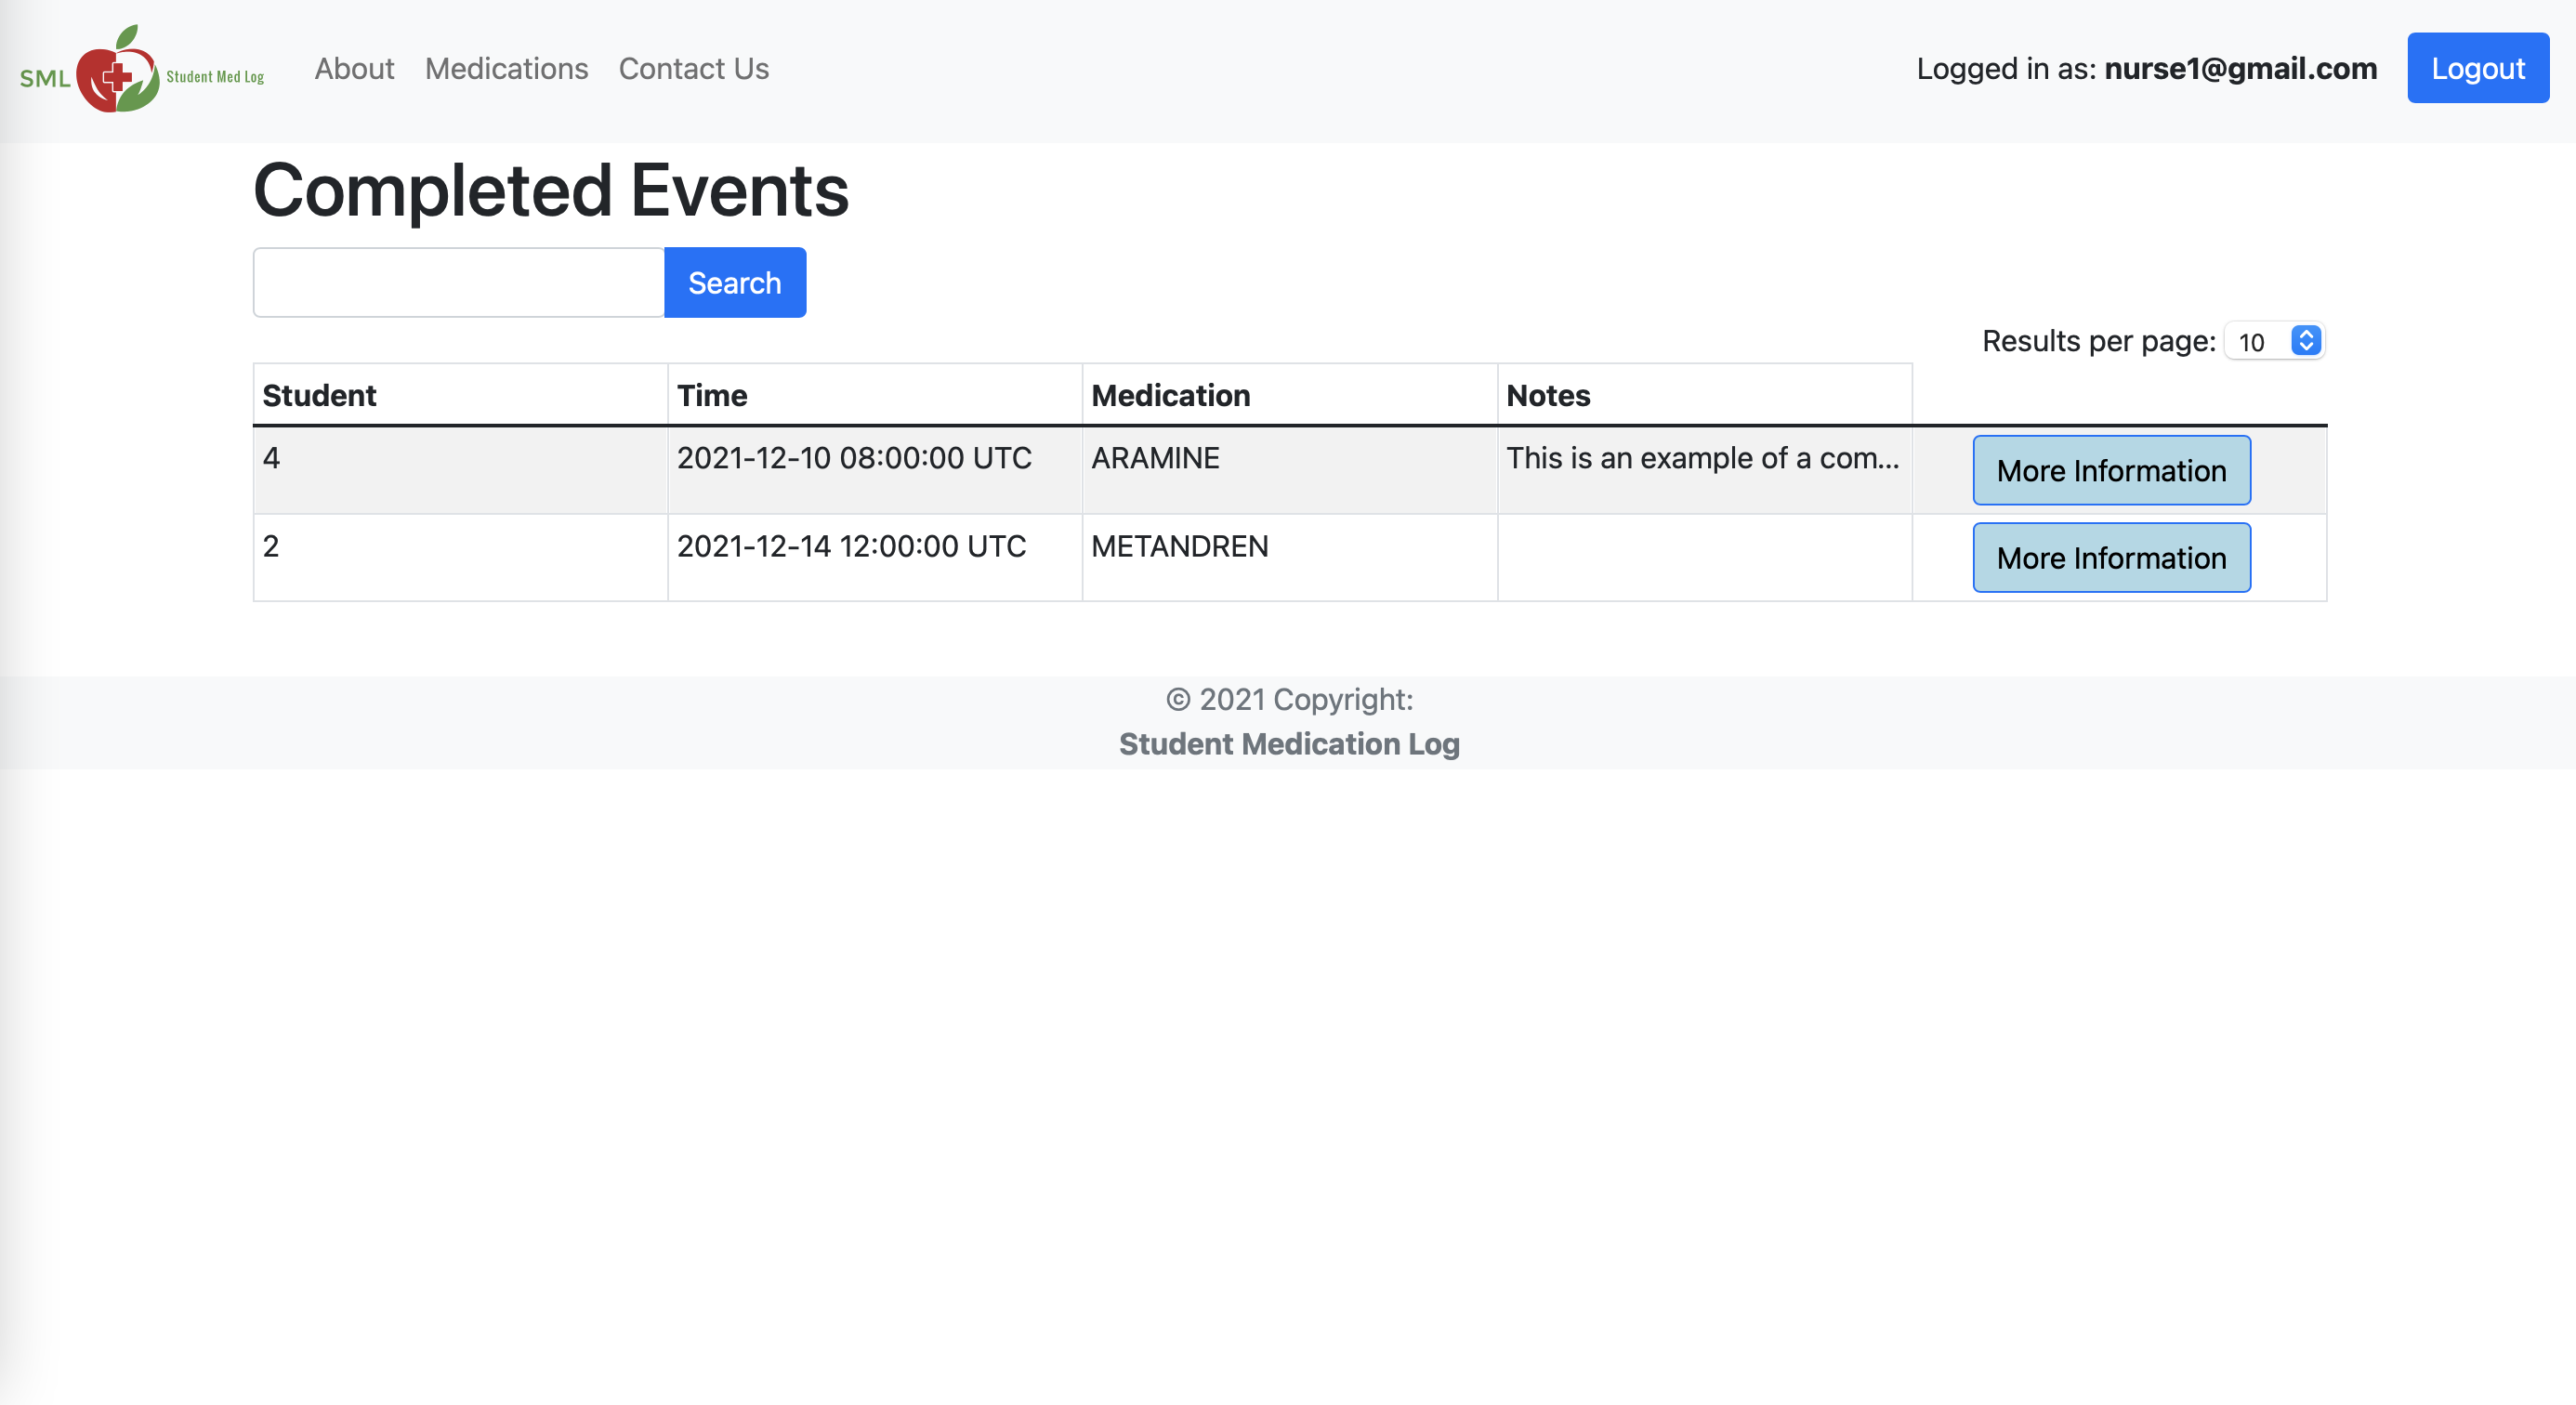 SML Student Med Log About Medications Contact Us Logged in as: nurse1@gmail.com Logout
Completed Events
Search
Results per page: 10
Student Time Medication Notes
4 2021-12-10 08:00:00 UTC ARAMINE This is an example of a com... More Information
2 2021-12-14 12:00:00 UTC METANDREN More Information
© 2021 Copyright:
Student Medication Log